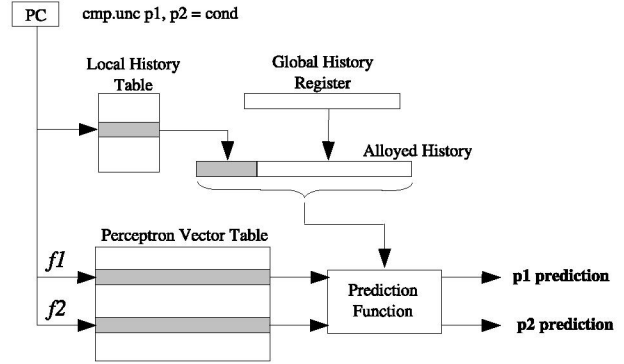 PC
cmp.unc p1, p2 = cond
Local History
Table
Global History
Register
Alloyed History
Perceptron Vector Table
f1
f2
Prediction
Function
p1 prediction
p2 prediction